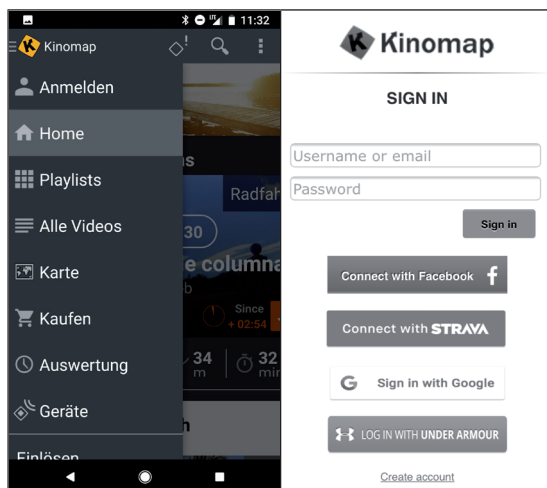 11:32
Kinomap
Anmelden
Home
Playlists
Alle Videos
Karte
Kaufen
Auswertung
Geräte
Einlösen
Radfah
30
e columna
b
Since
+ 02:54
34
m
32
min
Kinomap
SIGN IN
Username or email
Password
Sign in
Connect with Facebook
Connect with STRAVA
Sign in with Google
LOG IN WITH UNDER ARMOUR
Create account